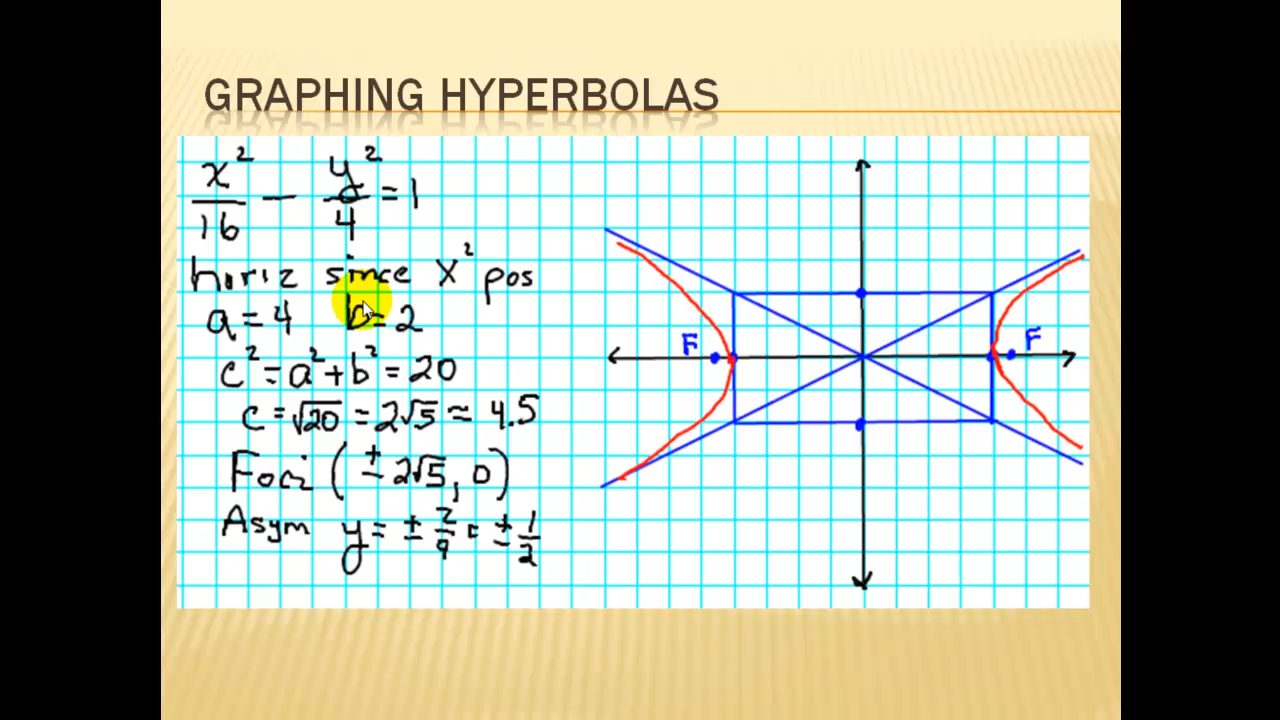 GRAPHING HYPERBOLAS
x²/16 - y²/4 = 1
horiz since x² pos
a = 4 b = 2
c² = a² + b² = 20
c = √20 = 2√5 ≈ 4.5
Foci (±2√5, 0)
Asym y = ± 2/4 = ± 1/2
F
F